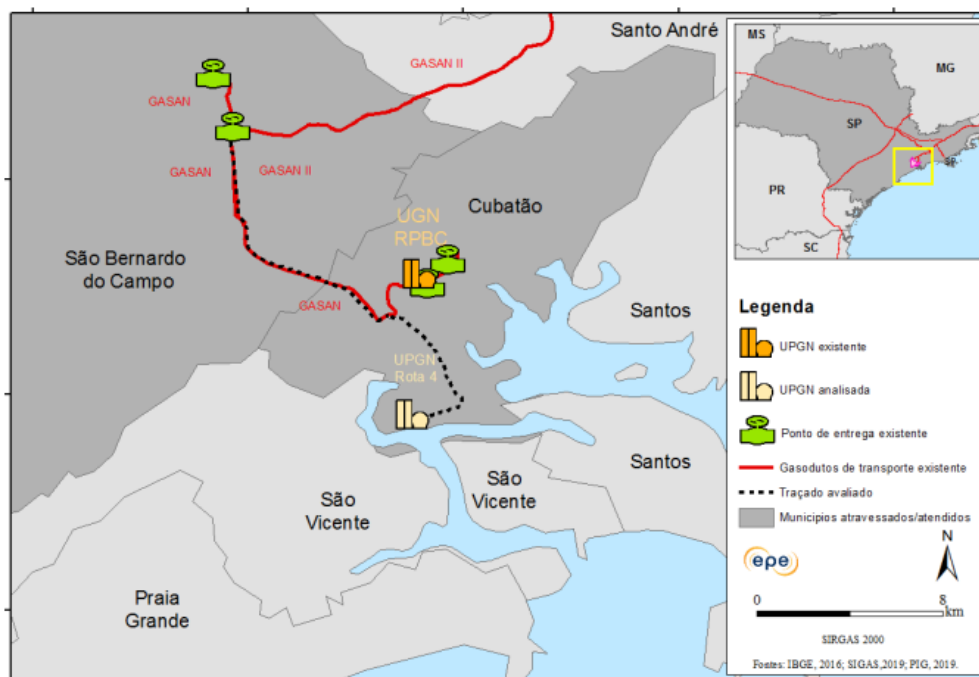 Santo André
GASAN II
GASAN
GASAN
GASAN II
Cubatão
UGN
RPBC
São Bernardo
do Campo
GASAN
Santos
UPGN
Rota 4
Santos
São
Vicente
São
Vicente
Praia
Grande
MS
MG
SP
SP
PR
SC
Legenda
UPGN existente
UPGN analisada
Ponto de entrega existente
Gasodutos de transporte existente
Traçado avaliado
Municipios atravessados/atendidos
epe
N
0 8
km
SIRGAS 2000
Fontes: IBGE, 2016; SIGAS,2019; PIG, 2019.